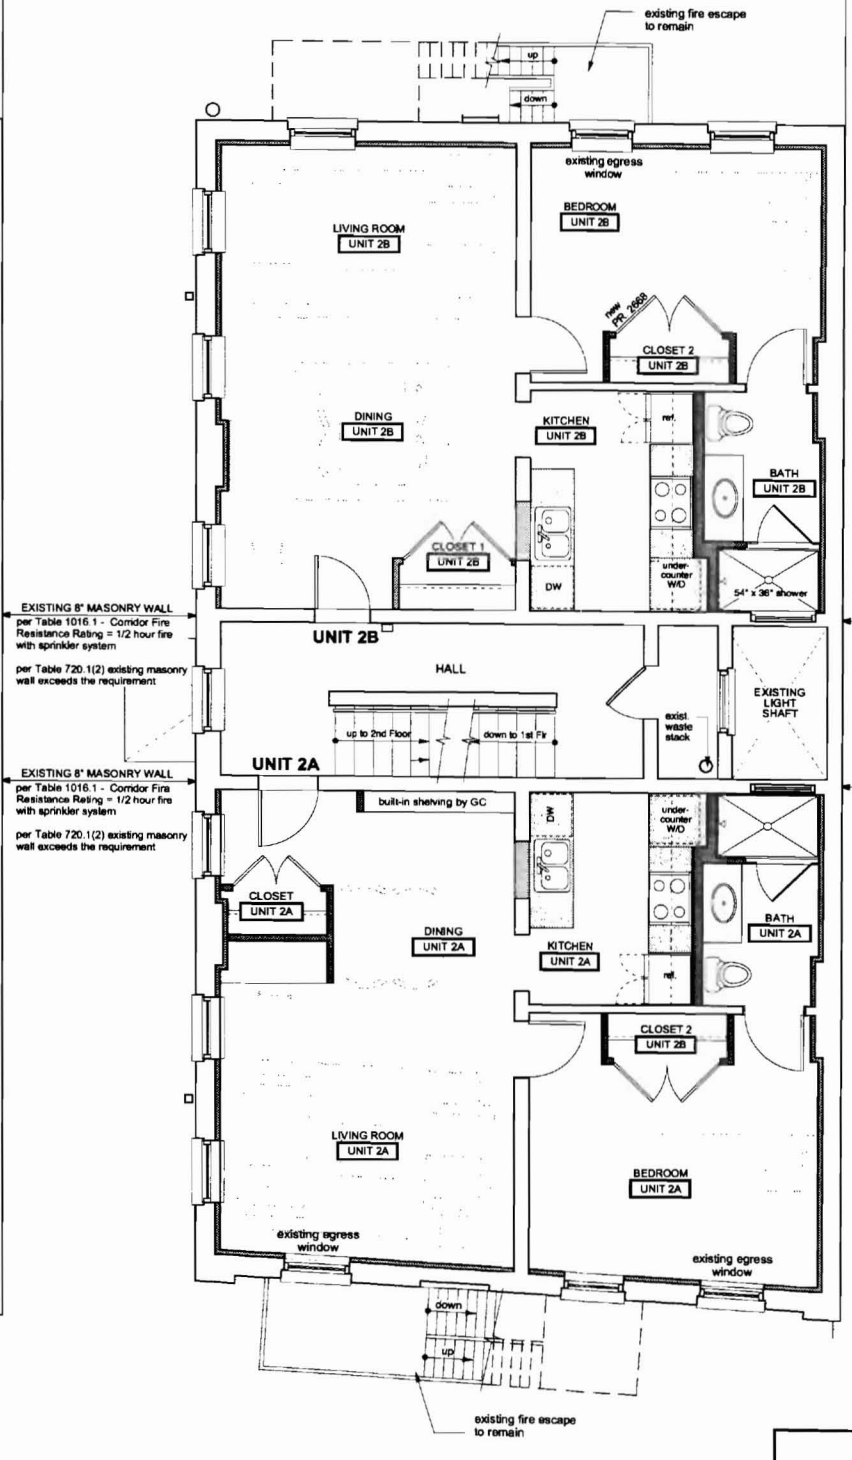 existing fire escape
to remain
up
down
existing egress
window
BEDROOM
UNIT 2B
LIVING ROOM
UNIT 2B
new
PR 2668
CLOSET 2
UNIT 2B
DINING
UNIT 2B
KITCHEN
UNIT 2B
ref.
BATH
UNIT 2B
CLOSET 1
UNIT 2B
DW
under-
counter
W/D
54" x 36" shower
EXISTING 8" MASONRY WALL
per Table 1016.1 - Corridor Fire
Resistance Rating = 1/2 hour fire
with sprinkler system
per Table 720.1(2) existing masonry
wall exceeds the requirement
UNIT 2B
HALL
EXISTING
LIGHT
SHAFT
exist.
waste
stack
up to 2nd Floor
down to 1st Flr
UNIT 2A
EXISTING 8" MASONRY WALL
per Table 1016.1 - Corridor Fire
Resistance Rating = 1/2 hour fire
with sprinkler system
per Table 720.1(2) existing masonry
wall exceeds the requirement
built-in shelving by GC
DW
under-
counter
W/D
CLOSET
UNIT 2A
DINING
UNIT 2A
KITCHEN
UNIT 2A
BATH
UNIT 2A
ref.
CLOSET 2
UNIT 2B
LIVING ROOM
UNIT 2A
BEDROOM
UNIT 2A
existing egress
window
existing egress
window
down
up
existing fire escape
to remain